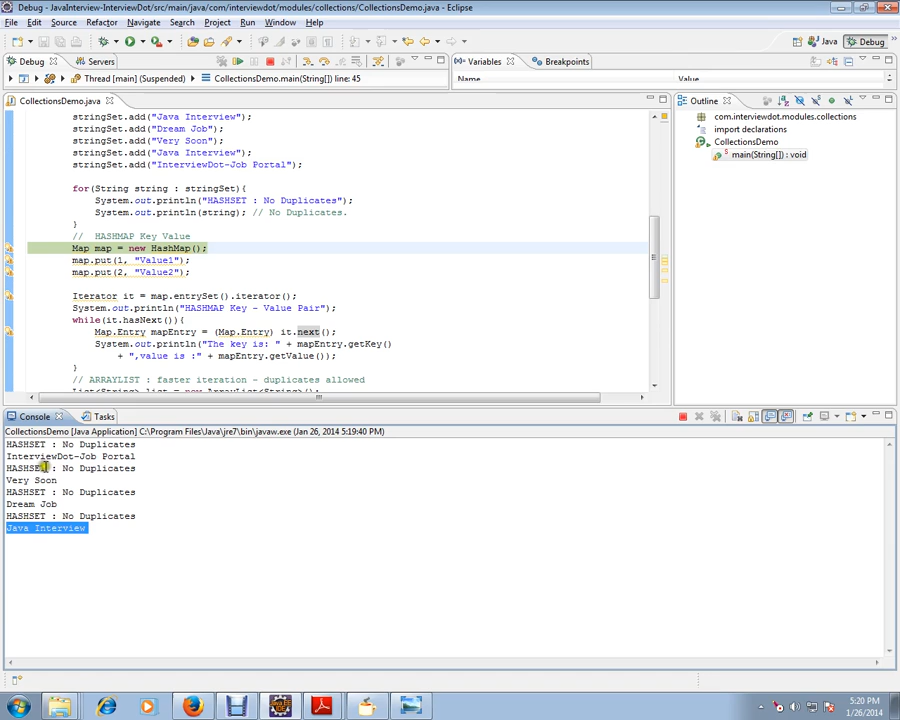 Debug - JavaInterview-InterviewDot/src/main/java/com/interviewdot/modules/collections/CollectionsDemo.java - Eclipse
File Edit Source Refactor Navigate Search Project Run Window Help
Java Debug
Debug Servers
Variables Breakpoints
Thread [main] (Suspended) CollectionsDemo.main(String[]) line: 45
Name Value
CollectionsDemo.java
Outline
stringSet.add("Java Interview");
stringSet.add("Dream Job");
stringSet.add("Very Soon");
stringSet.add("Java Interview");
stringSet.add("InterviewDot-Job Portal");
for(String string : stringSet){
System.out.println("HASHSET : No Duplicates");
System.out.println(string); // No Duplicates.
}
// HASHMAP Key Value
Map map = new HashMap();
map.put(1, "Value1");
map.put(2, "Value2");
Iterator it = map.entrySet().iterator();
System.out.println("HASHMAP Key - Value Pair");
while(it.hasNext()){
Map.Entry mapEntry = (Map.Entry) it.next();
System.out.println("The key is: " + mapEntry.getKey()
+ ",value is :" + mapEntry.getValue());
}
// ARRAYLIST : faster iteration - duplicates allowed
List<String> list = new ArrayList<String>();
com.interviewdot.modules.collections
import declarations
CollectionsDemo
main(String[]) : void
Console Tasks
CollectionsDemo [Java Application] C:\Program Files\Java\jre7\bin\javaw.exe (Jan 26, 2014 5:19:40 PM)
HASHSET : No Duplicates
InterviewDot-Job Portal
HASHSET : No Duplicates
Very Soon
HASHSET : No Duplicates
Dream Job
HASHSET : No Duplicates
Java Interview
5:20 PM
1/26/2014